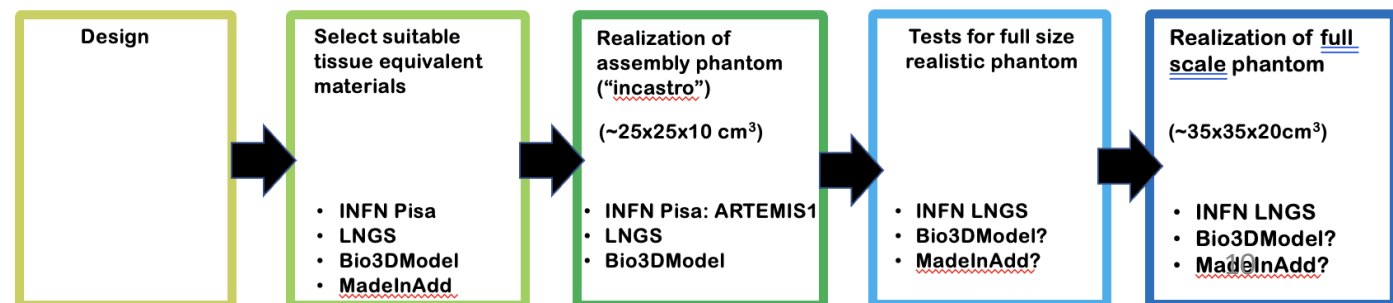 Design
Select suitable
tissue equivalent
materials
• INFN Pisa
• LNGS
• Bio3DModel
• MadeInAdd
Realization of
assembly phantom
(“incastro”)
(~25x25x10 cm³)
• INFN Pisa: ARTEMIS1
• LNGS
• Bio3DModel
Tests for full size
realistic phantom
• INFN LNGS
• Bio3DModel?
• MadeInAdd?
Realization of full
scale phantom
(~35x35x20cm³)
• INFN LNGS
• Bio3DModel?
• MadeInAdd?
10